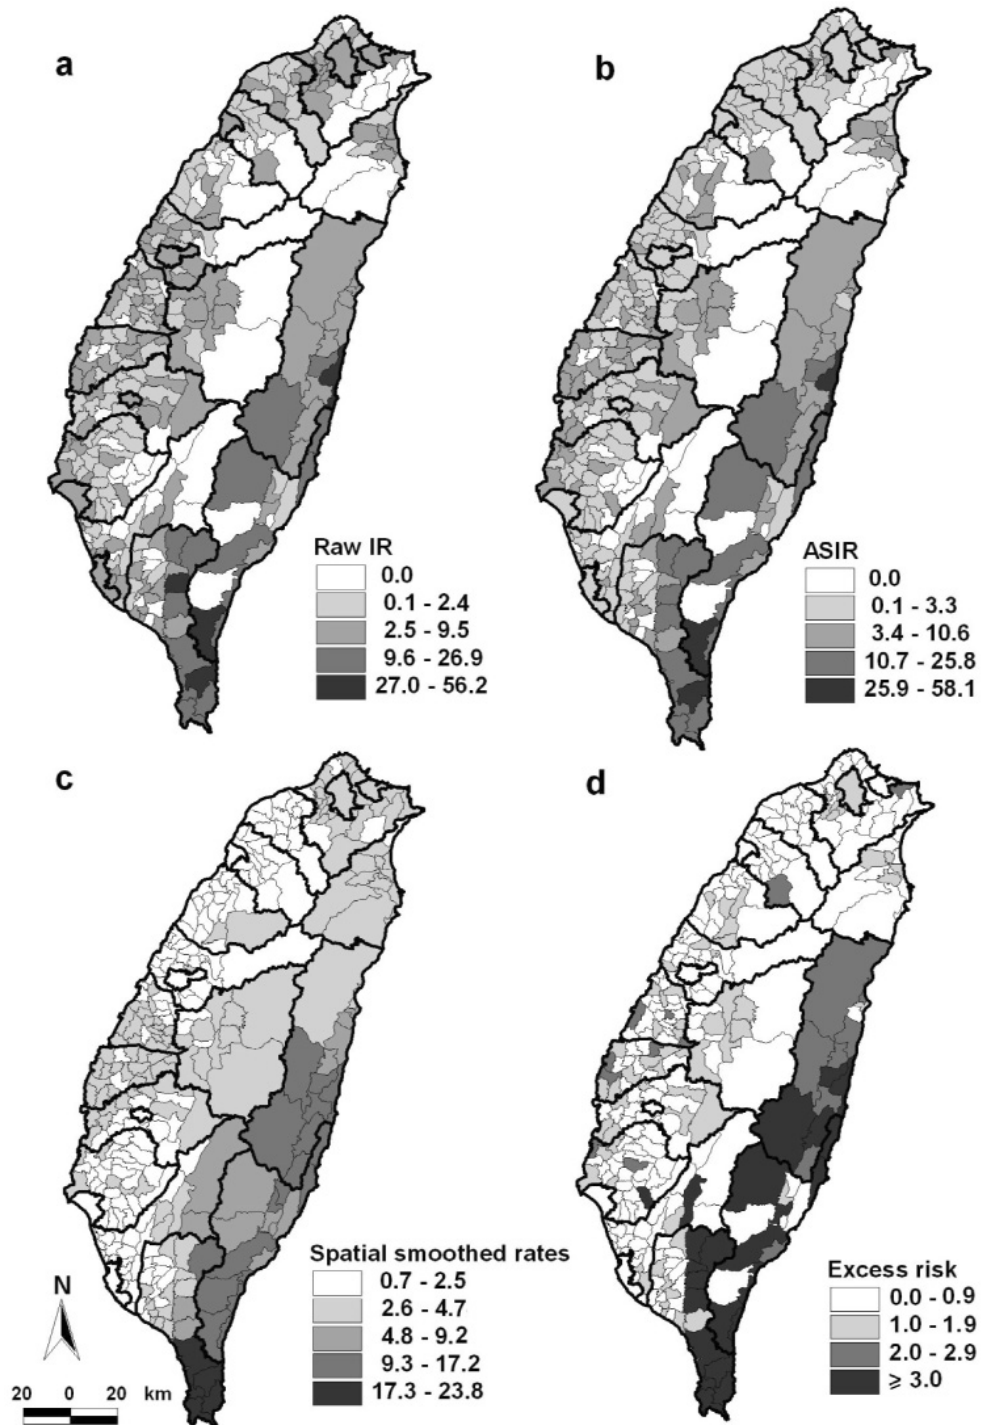 a
b
Raw IR
0.0
0.1 - 2.4
2.5 - 9.5
9.6 - 26.9
27.0 - 56.2
ASIR
0.0
0.1 - 3.3
3.4 - 10.6
10.7 - 25.8
25.9 - 58.1
c
d
Spatial smoothed rates
0.7 - 2.5
2.6 - 4.7
4.8 - 9.2
9.3 - 17.2
17.3 - 23.8
Excess risk
0.0 - 0.9
1.0 - 1.9
2.0 - 2.9
⩾ 3.0
N
20 0 20 km